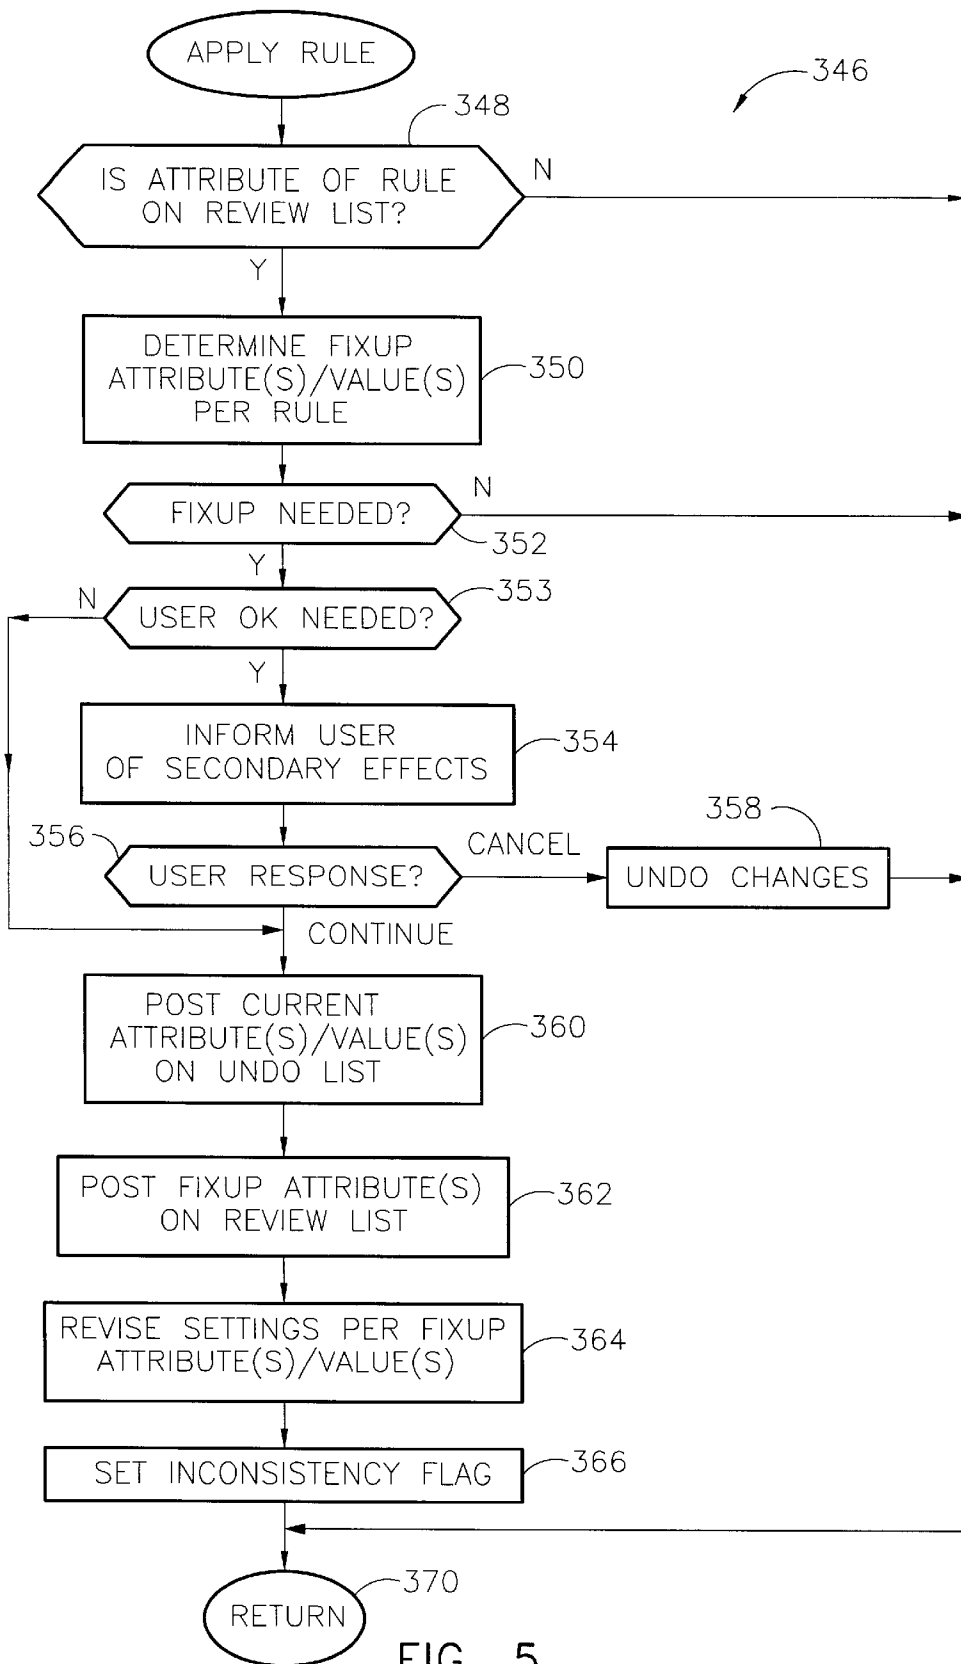 APPLY RULE
346
348
IS ATTRIBUTE OF RULE
ON REVIEW LIST?
N
Y
DETERMINE FIXUP
ATTRIBUTE(S)/VALUE(S)
PER RULE
350
FIXUP NEEDED?
N
352
Y
353
USER OK NEEDED?
N
Y
INFORM USER
OF SECONDARY EFFECTS
354
356
USER RESPONSE?
CANCEL
358
UNDO CHANGES
CONTINUE
POST CURRENT
ATTRIBUTE(S)/VALUE(S)
ON UNDO LIST
360
POST FIXUP ATTRIBUTE(S)
ON REVIEW LIST
362
REVISE SETTINGS PER FIXUP
ATTRIBUTE(S)/VALUE(S)
364
SET INCONSISTENCY FLAG
366
370
RETURN
FIG. 5